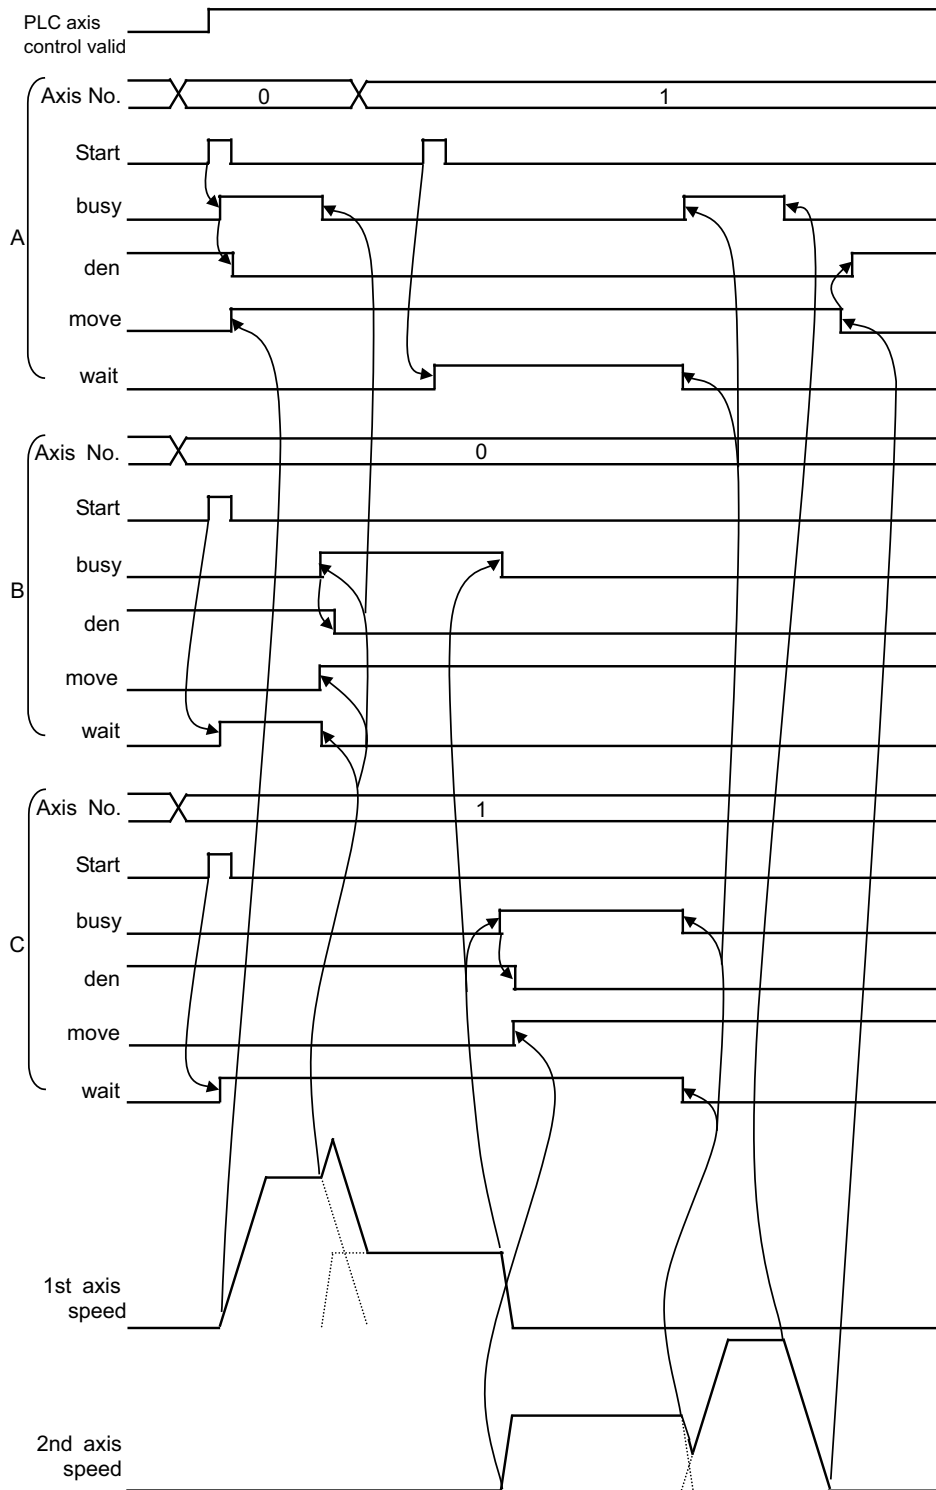 PLC axis
control valid
Axis No.
0
1
Start
busy
A
den
move
wait
Axis No.
0
Start
busy
B
den
move
wait
Axis No.
1
Start
busy
C
den
move
wait
1st axis
speed
2nd axis
speed